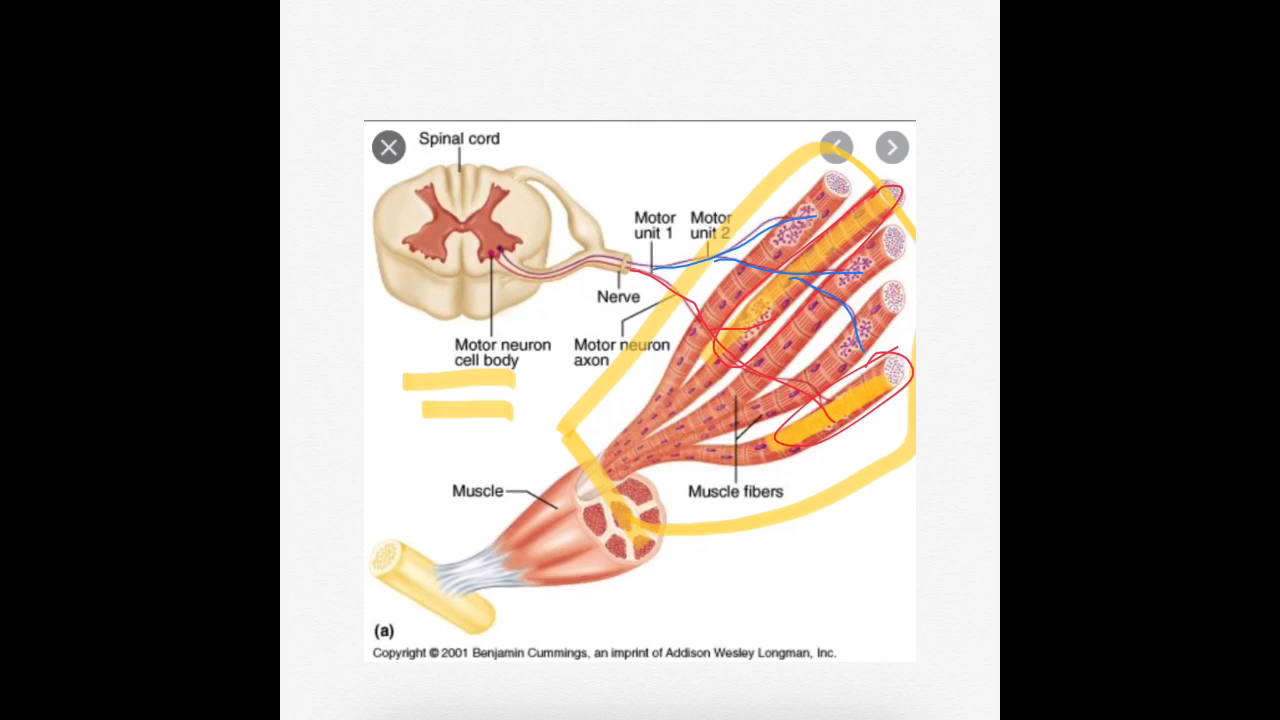 Spinal cord
Motor
unit 1
Motor
unit 2
Nerve
Motor neuron
cell body
Motor neuron
axon
Muscle
Muscle fibers
(a)
Copyright © 2001 Benjamin Cummings, an imprint of Addison Wesley Longman, Inc.